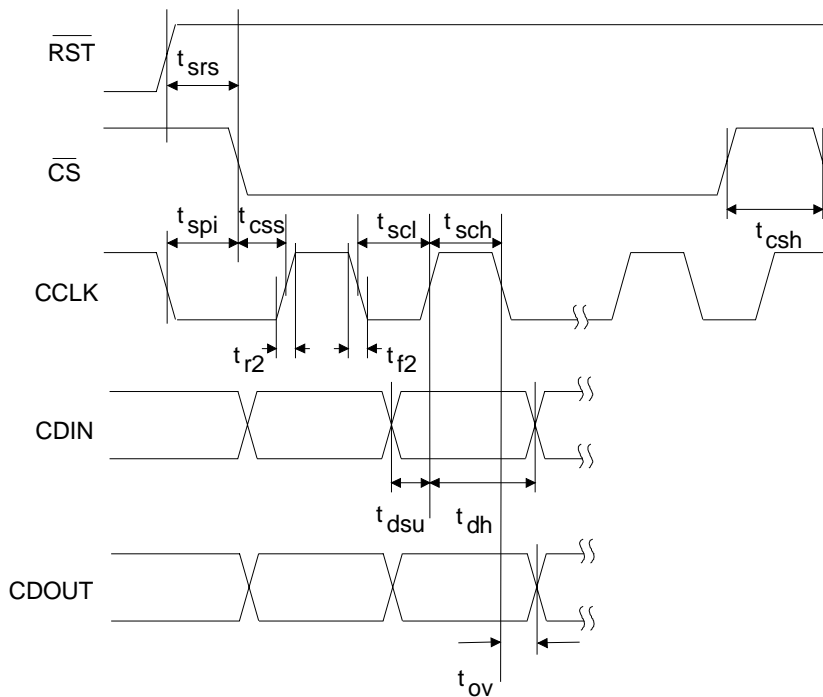 RST
t srs
CS
t spi
t css
t scl
t sch
t csh
CCLK
t r2
t f2
CDIN
t dsu
t dh
CDOUT
t ov